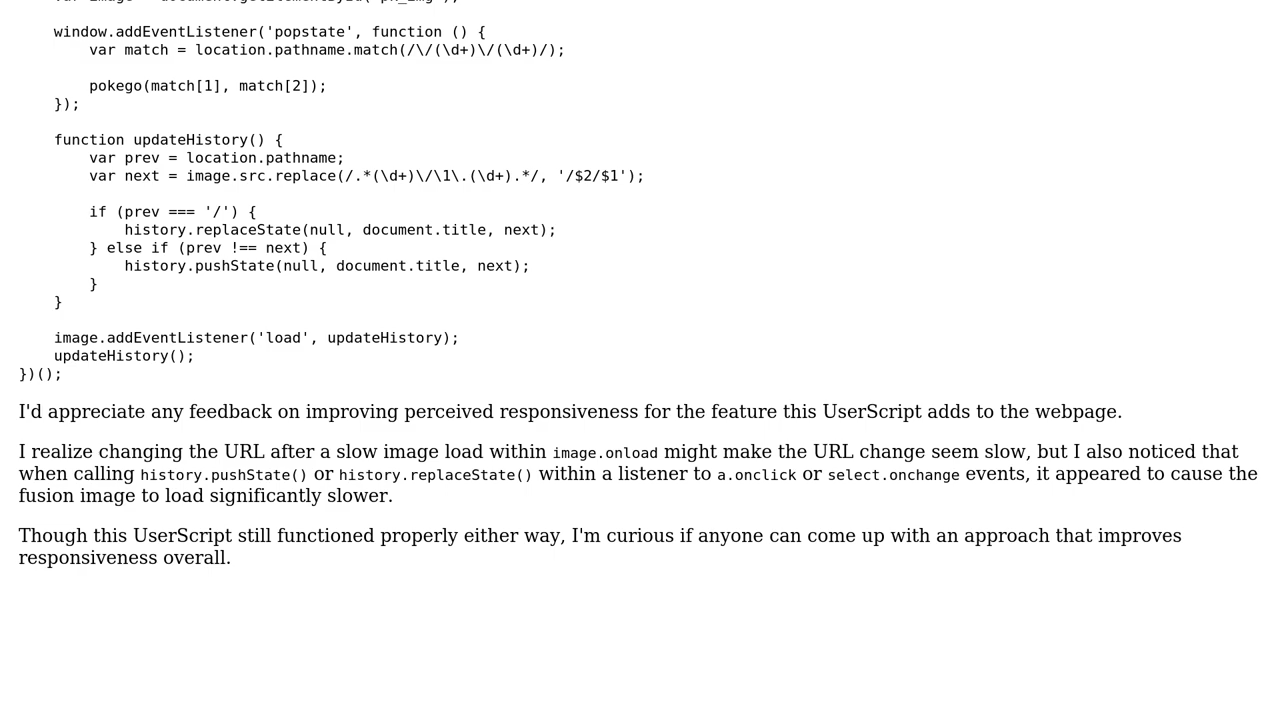 window.addEventListener('popstate', function () {
var match = location.pathname.match(/\/(\d+)\/(\d+)/);
pokego(match[1], match[2]);
});
function updateHistory() {
var prev = location.pathname;
var next = image.src.replace(/.*(\d+)\/\1\.(\d+).*/, '/$2/$1');
if (prev === '/') {
history.replaceState(null, document.title, next);
} else if (prev !== next) {
history.pushState(null, document.title, next);
}
}
image.addEventListener('load', updateHistory);
updateHistory();
})();
I'd appreciate any feedback on improving perceived responsiveness for the feature this UserScript adds to the webpage.
I realize changing the URL after a slow image load within image.onload might make the URL change seem slow, but I also noticed that
when calling history.pushState() or history.replaceState() within a listener to a.onclick or select.onchange events, it appeared to cause the
fusion image to load significantly slower.
Though this UserScript still functioned properly either way, I'm curious if anyone can come up with an approach that improves
responsiveness overall.